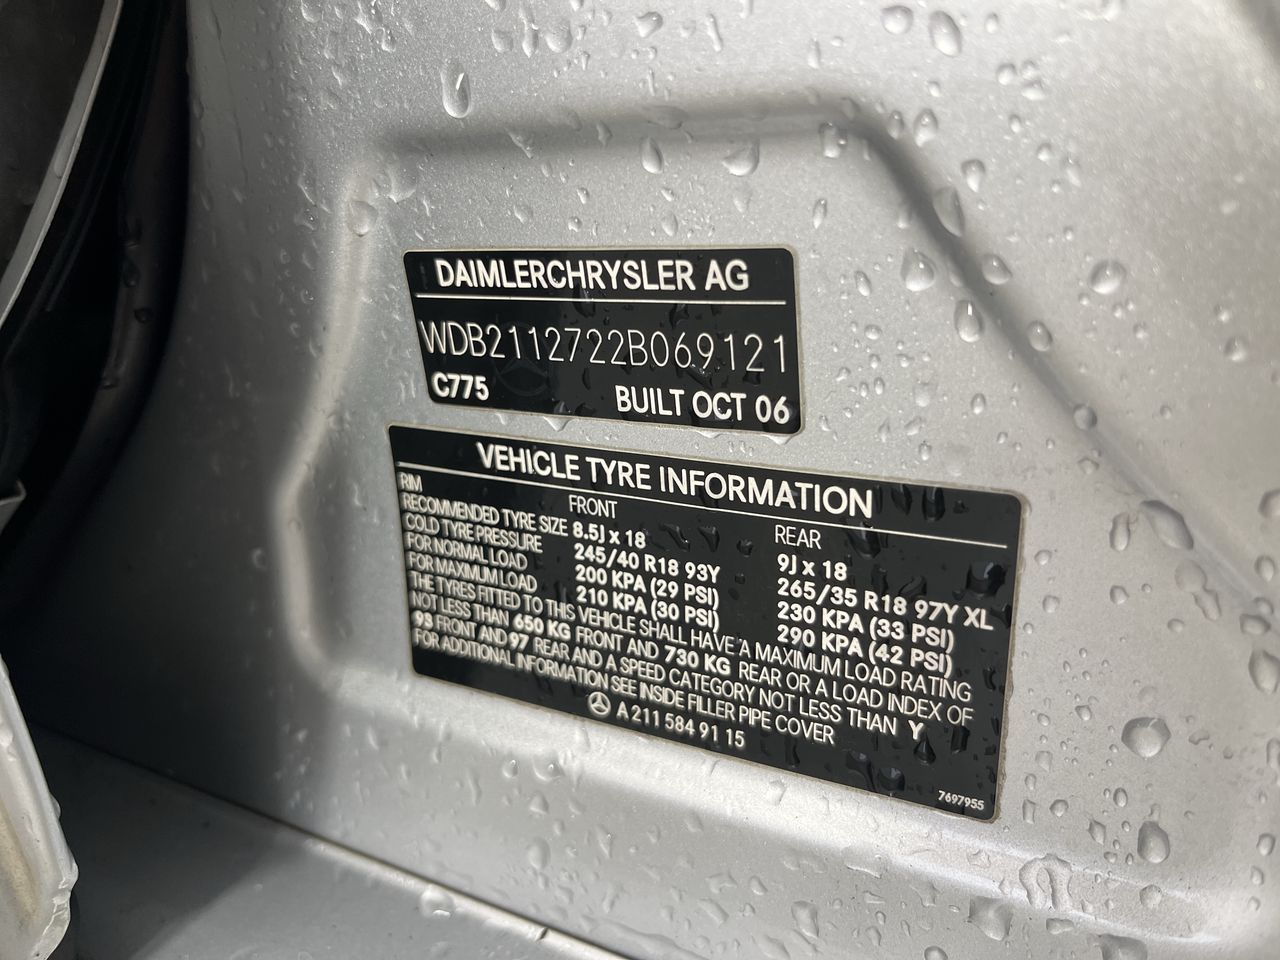 DAIMLERCHRYSLER AG
WDB2112722B069121
C775 BUILT OCT 06
VEHICLE TYRE INFORMATION
FRONT REAR
RIM 8.5J x 18 9J x 18
RECOMMENDED TYRE SIZE 245/40 R18 93Y 265/35 R18 97Y XL
COLD TYRE PRESSURE
FOR NORMAL LOAD 200 KPA (29 PSI) 230 KPA (33 PSI)
FOR MAXIMUM LOAD 210 KPA (30 PSI) 290 KPA (42 PSI)
THE TYRES FITTED TO THIS VEHICLE SHALL HAVE A MAXIMUM LOAD RATING
NOT LESS THAN 650 KG FRONT AND 730 KG REAR OR A LOAD INDEX OF
93 FRONT AND 97 REAR AND A SPEED CATEGORY NOT LESS THAN Y
FOR ADDITIONAL INFORMATION SEE INSIDE FILLER PIPE COVER
A 211 584 91 15
7697955